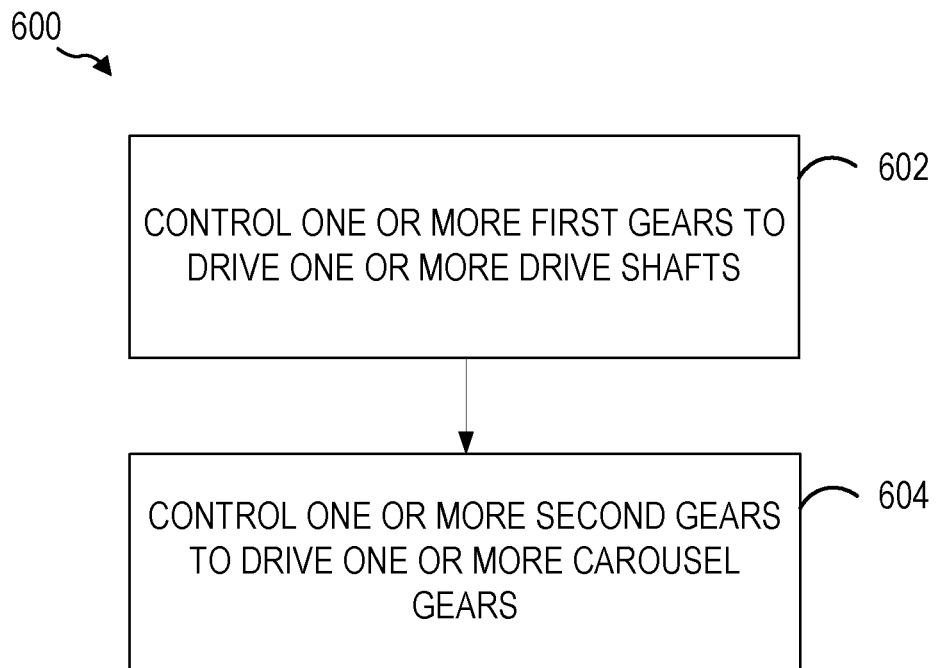 600
602
CONTROL ONE OR MORE FIRST GEARS TO
DRIVE ONE OR MORE DRIVE SHAFTS
604
CONTROL ONE OR MORE SECOND GEARS
TO DRIVE ONE OR MORE CAROUSEL
GEARS